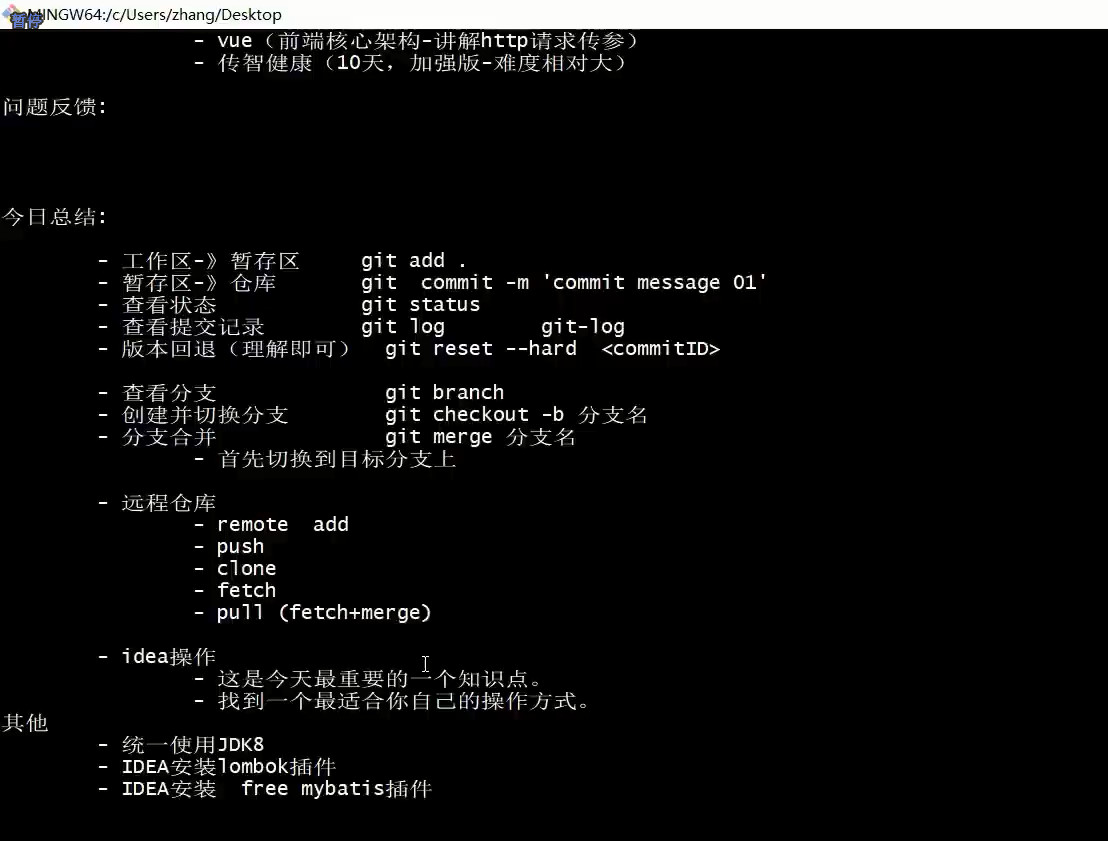 MINGW64:/c/Users/zhang/Desktop
暂停
- vue（前端核心架构-讲解http请求传参）
- 传智健康（10天，加强版-难度相对大）
问题反馈:
今日总结:
- 工作区-》暂存区 git add .
- 暂存区-》仓库 git commit -m 'commit message 01'
- 查看状态 git status
- 查看提交记录 git log git-log
- 版本回退（理解即可） git reset --hard <commitID>
- 查看分支 git branch
- 创建并切换分支 git checkout -b 分支名
- 分支合并 git merge 分支名
- 首先切换到目标分支上
- 远程仓库
- remote add
- push
- clone
- fetch
- pull (fetch+merge)
- idea操作
- 这是今天最重要的一个知识点。
- 找到一个最适合你自己的操作方式。
其他
- 统一使用JDK8
- IDEA安装lombok插件
- IDEA安装 free mybatis插件